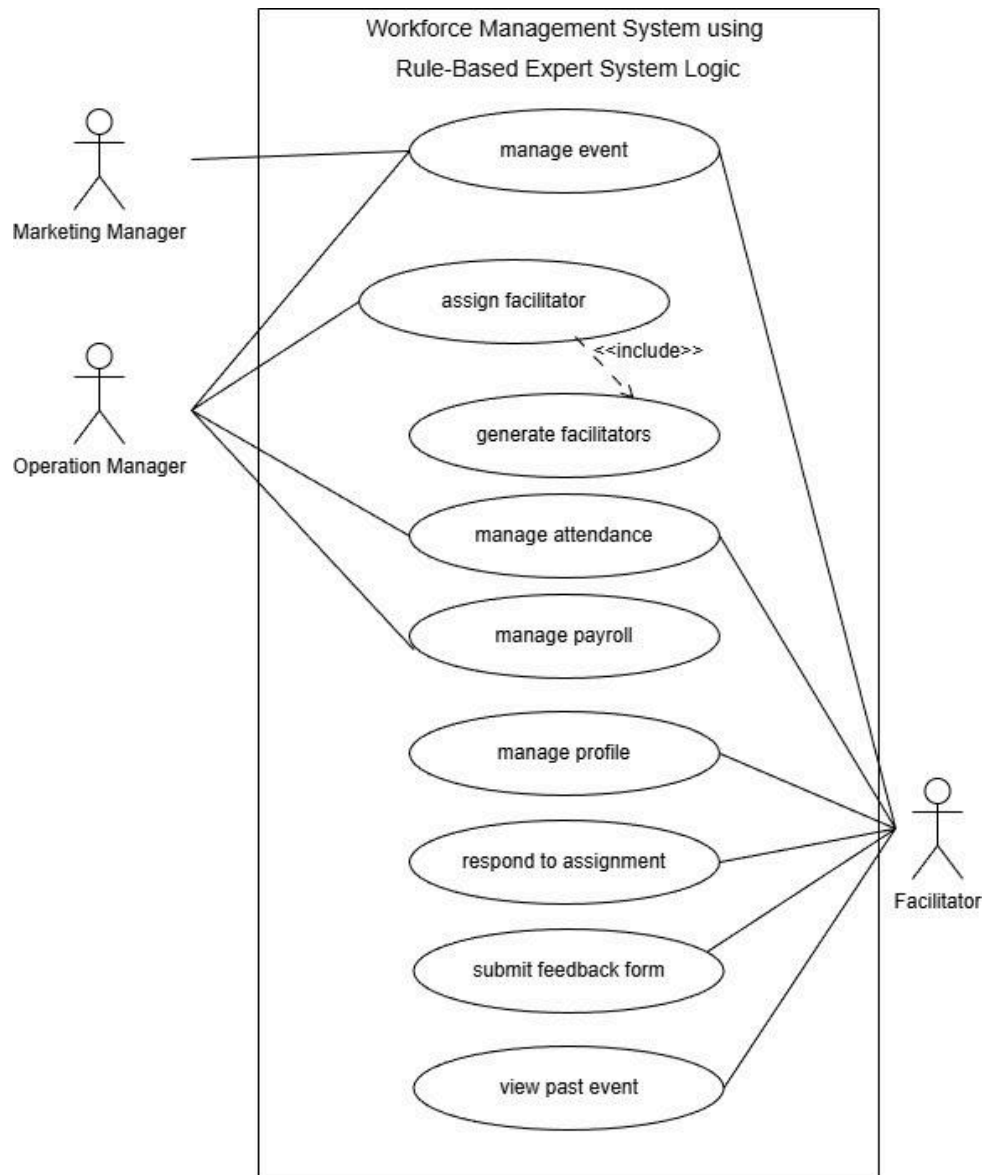 Workforce Management System using
Rule-Based Expert System Logic
manage event
Marketing Manager
assign facilitator
<<include>>
Operation Manager
generate facilitators
manage attendance
manage payroll
manage profile
respond to assignment
Facilitator
submit feedback form
view past event